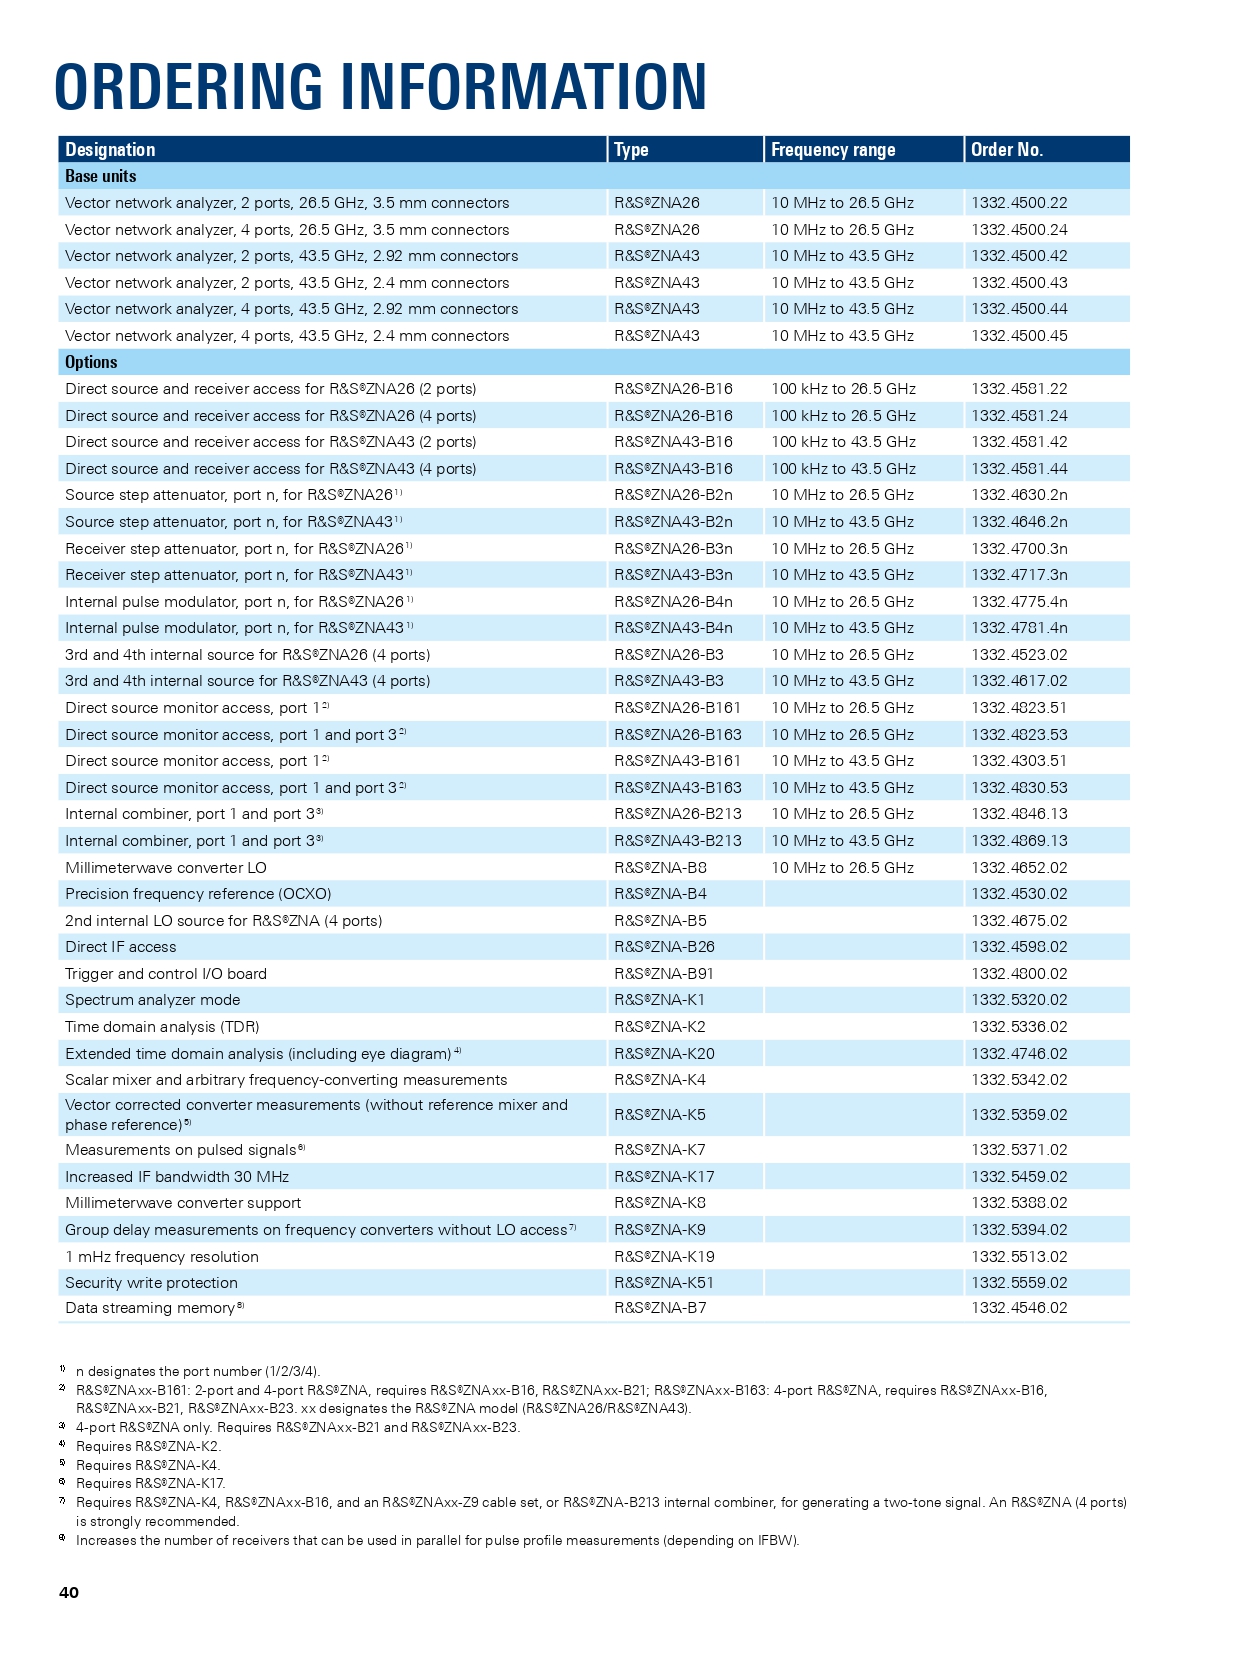 ORDERING INFORMATION
Designation Type Frequency range Order No.
Base units
Vector network analyzer, 2 ports, 26.5 GHz, 3.5 mm connectors R&S®ZNA26 10 MHz to 26.5 GHz 1332.4500.22
Vector network analyzer, 4 ports, 26.5 GHz, 3.5 mm connectors R&S®ZNA26 10 MHz to 26.5 GHz 1332.4500.24
Vector network analyzer, 2 ports, 43.5 GHz, 2.92 mm connectors R&S®ZNA43 10 MHz to 43.5 GHz 1332.4500.42
Vector network analyzer, 2 ports, 43.5 GHz, 2.4 mm connectors R&S®ZNA43 10 MHz to 43.5 GHz 1332.4500.43
Vector network analyzer, 4 ports, 43.5 GHz, 2.92 mm connectors R&S®ZNA43 10 MHz to 43.5 GHz 1332.4500.44
Vector network analyzer, 4 ports, 43.5 GHz, 2.4 mm connectors R&S®ZNA43 10 MHz to 43.5 GHz 1332.4500.45
Options
Direct source and receiver access for R&S®ZNA26 (2 ports) R&S®ZNA26-B16 100 kHz to 26.5 GHz 1332.4581.22
Direct source and receiver access for R&S®ZNA26 (4 ports) R&S®ZNA26-B16 100 kHz to 26.5 GHz 1332.4581.24
Direct source and receiver access for R&S®ZNA43 (2 ports) R&S®ZNA43-B16 100 kHz to 43.5 GHz 1332.4581.42
Direct source and receiver access for R&S®ZNA43 (4 ports) R&S®ZNA43-B16 100 kHz to 43.5 GHz 1332.4581.44
Source step attenuator, port n, for R&S®ZNA26 1) R&S®ZNA26-B2n 10 MHz to 26.5 GHz 1332.4630.2n
Source step attenuator, port n, for R&S®ZNA43 1) R&S®ZNA43-B2n 10 MHz to 43.5 GHz 1332.4646.2n
Receiver step attenuator, port n, for R&S®ZNA26 1) R&S®ZNA26-B3n 10 MHz to 26.5 GHz 1332.4700.3n
Receiver step attenuator, port n, for R&S®ZNA43 1) R&S®ZNA43-B3n 10 MHz to 43.5 GHz 1332.4717.3n
Internal pulse modulator, port n, for R&S®ZNA26 1) R&S®ZNA26-B4n 10 MHz to 26.5 GHz 1332.4775.4n
Internal pulse modulator, port n, for R&S®ZNA43 1) R&S®ZNA43-B4n 10 MHz to 43.5 GHz 1332.4781.4n
3rd and 4th internal source for R&S®ZNA26 (4 ports) R&S®ZNA26-B3 10 MHz to 26.5 GHz 1332.4523.02
3rd and 4th internal source for R&S®ZNA43 (4 ports) R&S®ZNA43-B3 10 MHz to 43.5 GHz 1332.4617.02
Direct source monitor access, port 1 2) R&S®ZNA26-B161 10 MHz to 26.5 GHz 1332.4823.51
Direct source monitor access, port 1 and port 3 2) R&S®ZNA26-B163 10 MHz to 26.5 GHz 1332.4823.53
Direct source monitor access, port 1 2) R&S®ZNA43-B161 10 MHz to 43.5 GHz 1332.4303.51
Direct source monitor access, port 1 and port 3 2) R&S®ZNA43-B163 10 MHz to 43.5 GHz 1332.4830.53
Internal combiner, port 1 and port 3 3) R&S®ZNA26-B213 10 MHz to 26.5 GHz 1332.4846.13
Internal combiner, port 1 and port 3 3) R&S®ZNA43-B213 10 MHz to 43.5 GHz 1332.4869.13
Millimeterwave converter LO R&S®ZNA-B8 10 MHz to 26.5 GHz 1332.4652.02
Precision frequency reference (OCXO) R&S®ZNA-B4 1332.4530.02
2nd internal LO source for R&S®ZNA (4 ports) R&S®ZNA-B5 1332.4675.02
Direct IF access R&S®ZNA-B26 1332.4598.02
Trigger and control I/O board R&S®ZNA-B91 1332.4800.02
Spectrum analyzer mode R&S®ZNA-K1 1332.5320.02
Time domain analysis (TDR) R&S®ZNA-K2 1332.5336.02
Extended time domain analysis (including eye diagram) 4) R&S®ZNA-K20 1332.4746.02
Scalar mixer and arbitrary frequency-converting measurements R&S®ZNA-K4 1332.5342.02
Vector corrected converter measurements (without reference mixer and
phase reference) 5) R&S®ZNA-K5 1332.5359.02
Measurements on pulsed signals 6) R&S®ZNA-K7 1332.5371.02
Increased IF bandwidth 30 MHz R&S®ZNA-K17 1332.5459.02
Millimeterwave converter support R&S®ZNA-K8 1332.5388.02
Group delay measurements on frequency converters without LO access 7) R&S®ZNA-K9 1332.5394.02
1 mHz frequency resolution R&S®ZNA-K19 1332.5513.02
Security write protection R&S®ZNA-K51 1332.5559.02
Data streaming memory 8) R&S®ZNA-B7 1332.4546.02
1) n designates the port number (1/2/3/4).
2) R&S®ZNAxx-B161: 2-port and 4-port R&S®ZNA, requires R&S®ZNAxx-B16, R&S®ZNAxx-B21; R&S®ZNAxx-B163: 4-port R&S®ZNA, requires R&S®ZNAxx-B16,
R&S®ZNAxx-B21, R&S®ZNAxx-B23. xx designates the R&S®ZNA model (R&S®ZNA26/R&S®ZNA43).
3) 4-port R&S®ZNA only. Requires R&S®ZNAxx-B21 and R&S®ZNAxx-B23.
4) Requires R&S®ZNA-K2.
5) Requires R&S®ZNA-K4.
6) Requires R&S®ZNA-K17.
7) Requires R&S®ZNA-K4, R&S®ZNAxx-B16, and an R&S®ZNAxx-Z9 cable set, or R&S®ZNA-B213 internal combiner, for generating a two-tone signal. An R&S®ZNA (4 ports)
is strongly recommended.
8) Increases the number of receivers that can be used in parallel for pulse profile measurements (depending on IFBW).
40